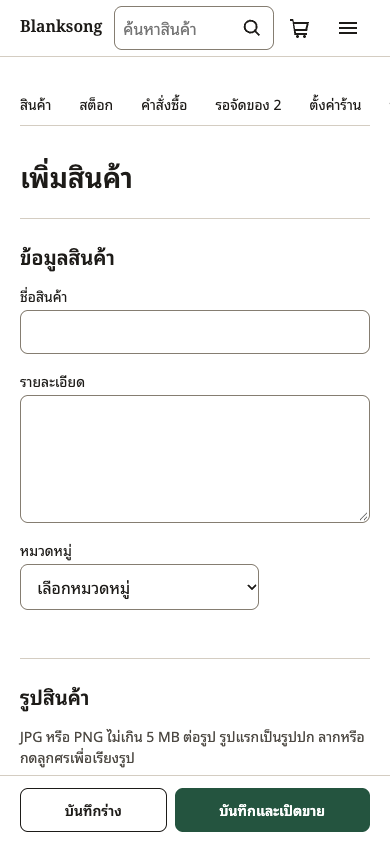 Blanksong
ค้นหาสินค้า
สินค้า สต็อก คำสั่งซื้อ รอจัดของ 2 ตั้งค่าร้าน
เพิ่มสินค้า
ข้อมูลสินค้า
ชื่อสินค้า
รายละเอียด
หมวดหมู่
เลือกหมวดหมู่
รูปสินค้า
JPG หรือ PNG ไม่เกิน 5 MB ต่อรูป รูปแรกเป็นรูปปก ลากหรือ
กดลูกศรเพื่อเรียงรูป
บันทึกร่าง
บันทึกและเปิดขาย